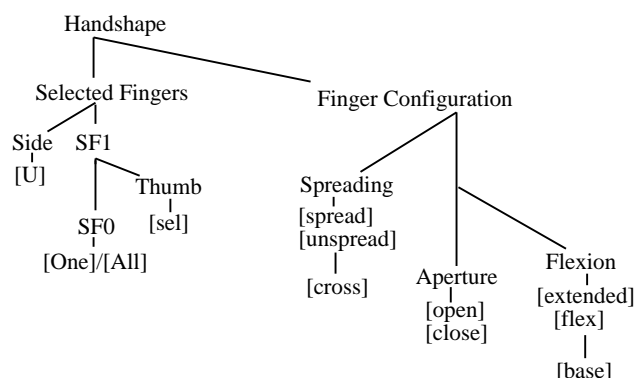 Handshape
Selected Fingers
Finger Configuration
Side
SF1
[U]
Thumb
[sel]
SF0
[One]/[All]
Spreading
[spread]
[unspread]
[cross]
Aperture
[open]
[close]
Flexion
[extended]
[flex]
[base]